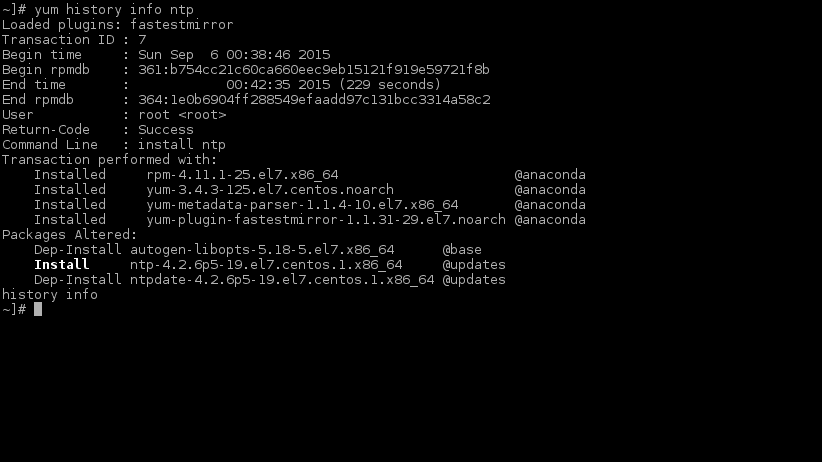 ~]# yum history info ntp
Loaded plugins: fastestmirror
Transaction ID : 7
Begin time     : Sun Sep  6 00:38:46 2015
Begin rpmdb    : 361:b754cc21c60ca660eec9eb15121f919e59721f8b
End time       :            00:42:35 2015 (229 seconds)
End rpmdb      : 364:1e0b6904ff288549efaadd97c131bcc3314a58c2
User           : root <root>
Return-Code    : Success
Command Line   : install ntp
Transaction performed with:
    Installed     rpm-4.11.1-25.el7.x86_64                      @anaconda
    Installed     yum-3.4.3-125.el7.centos.noarch               @anaconda
    Installed     yum-metadata-parser-1.1.4-10.el7.x86_64       @anaconda
    Installed     yum-plugin-fastestmirror-1.1.31-29.el7.noarch @anaconda
Packages Altered:
    Dep-Install autogen-libopts-5.18-5.el7.x86_64      @base
    Install     ntp-4.2.6p5-19.el7.centos.1.x86_64     @updates
    Dep-Install ntpdate-4.2.6p5-19.el7.centos.1.x86_64 @updates
history info
~]#